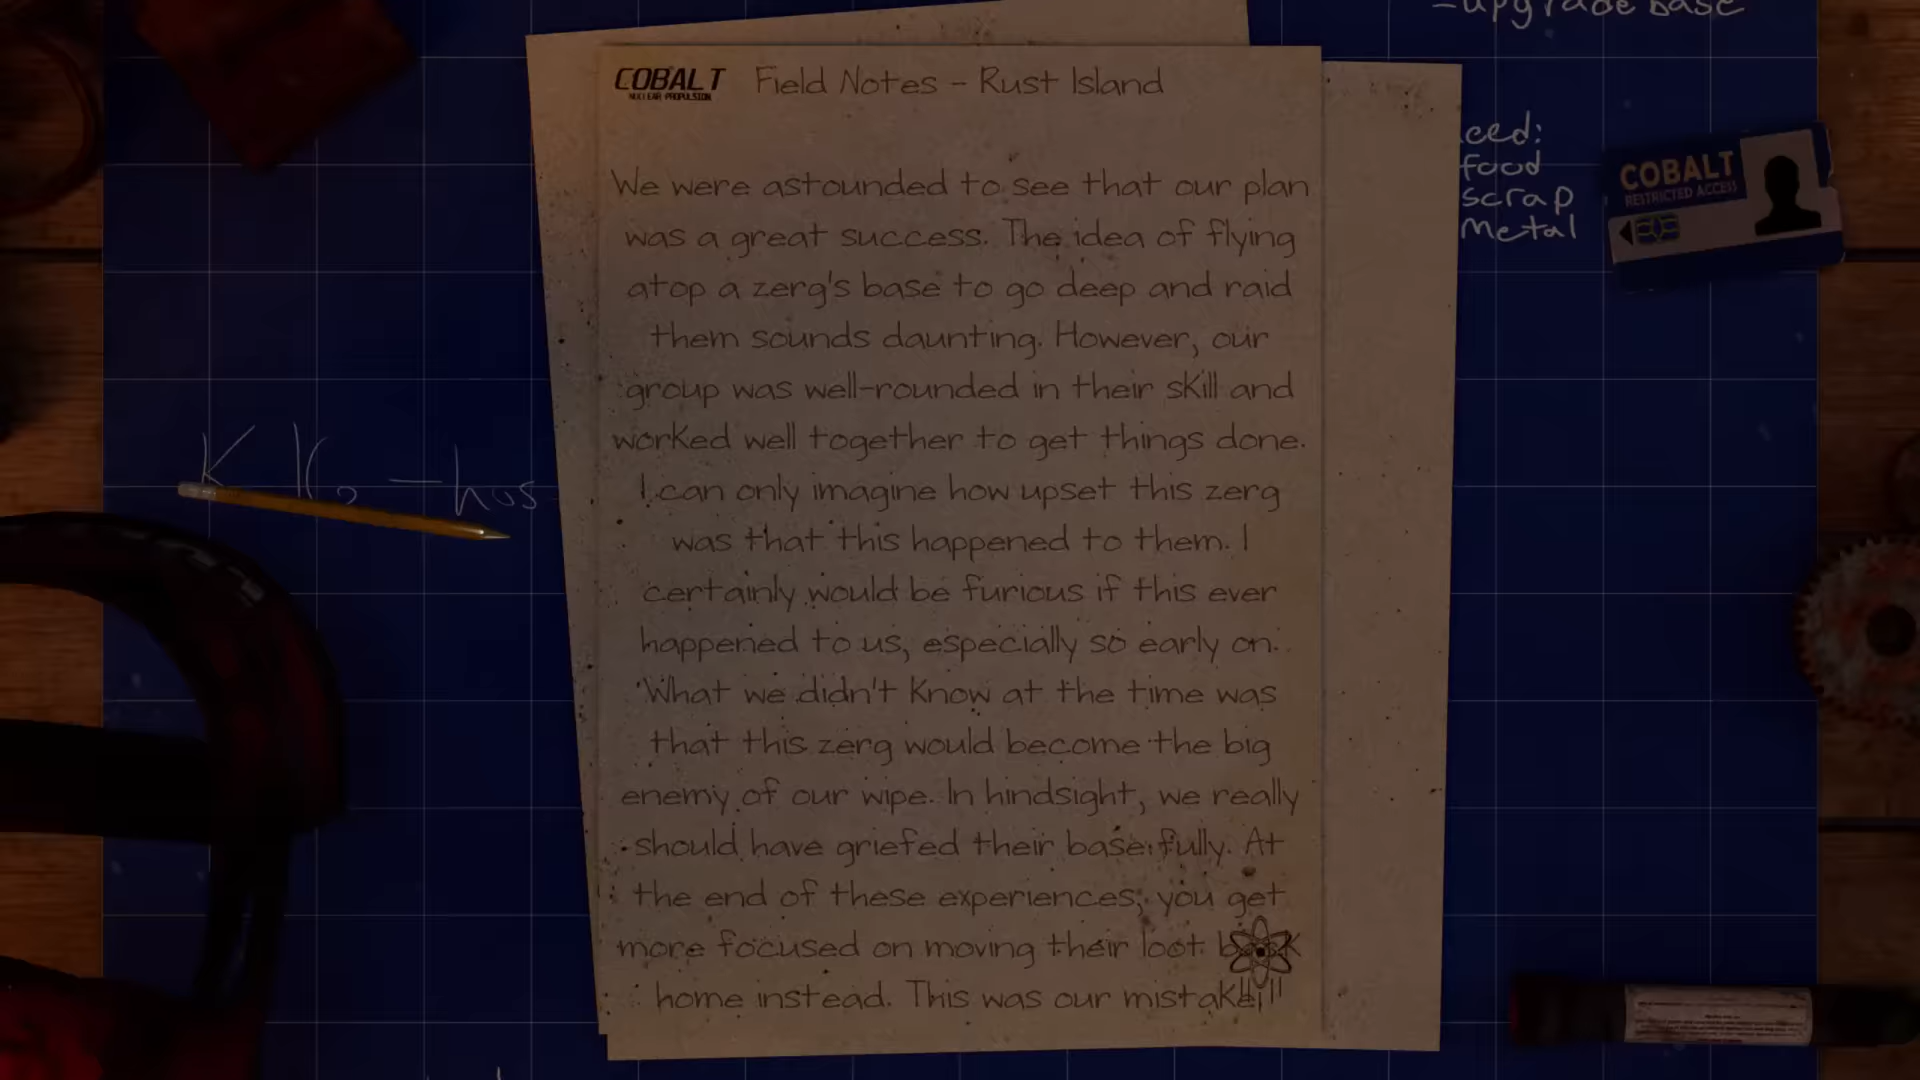 -upgrade base
COBALT
NUCLEAR PROPULSION
Field Notes - Rust Island
We were astounded to see that our plan
was a great success. The idea of flying
atop a zerg's base to go deep and raid
them sounds daunting. However, our
group was well-rounded in their skill and
worked well together to get things done.
I can only imagine how upset this zerg
was that this happened to them. I
certainly would be furious if this ever
happened to us, especially so early on.
What we didn't know at the time was
that this zerg would become the big
enemy of our wipe. In hindsight, we really
should have griefed their base fully. At
the end of these experiences, you get
more focused on moving their loot back
home instead. This was our mistake!
eed:
food
scrap
metal
COBALT
RESTRICTED ACCESS
- hos